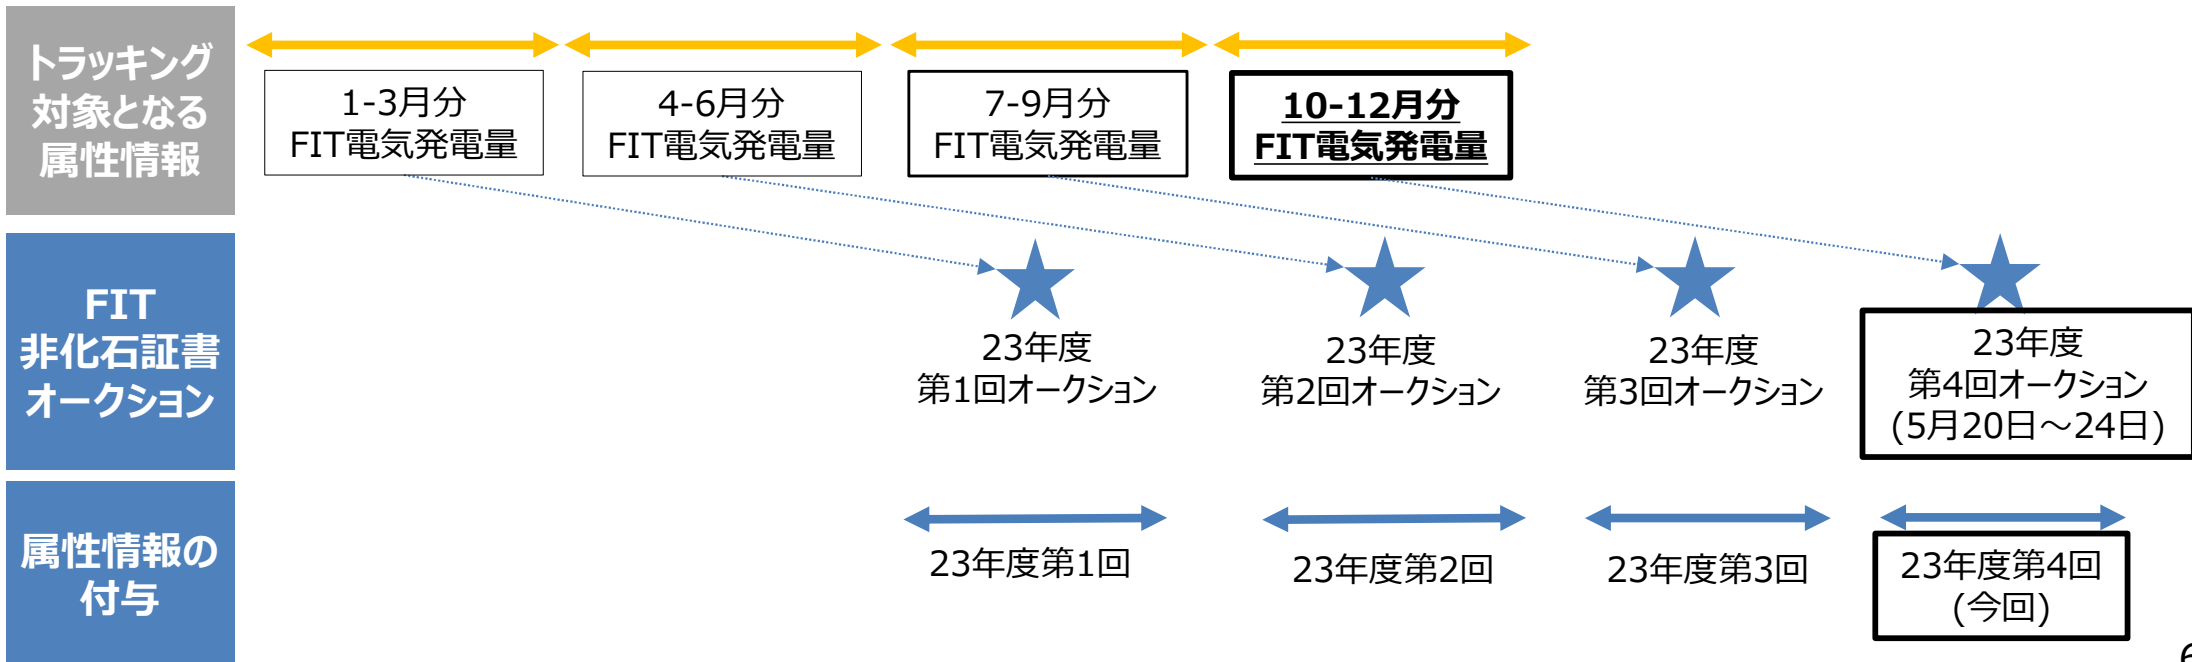 トラッキング
対象となる
属性情報
1-3月分
FIT電気発電量
4-6月分
FIT電気発電量
7-9月分
FIT電気発電量
10-12月分
FIT電気発電量
FIT
非化石証書
オークション
23年度
第1回オークション
23年度
第2回オークション
23年度
第3回オークション
23年度
第4回オークション
(5月20日～24日)
属性情報の
付与
23年度第1回
23年度第2回
23年度第3回
23年度第4回
(今回)